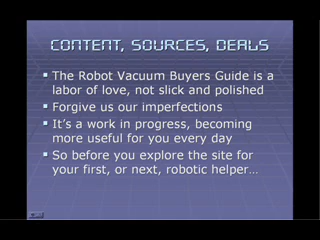 CONTENT, SOURCES, DEALS
▪ The Robot Vacuum Buyers Guide is a
labor of love, not slick and polished
▪ Forgive us our imperfections
▪ It's a work in progress, becoming
more useful for you every day
▪ So before you explore the site for
your first, or next, robotic helper…